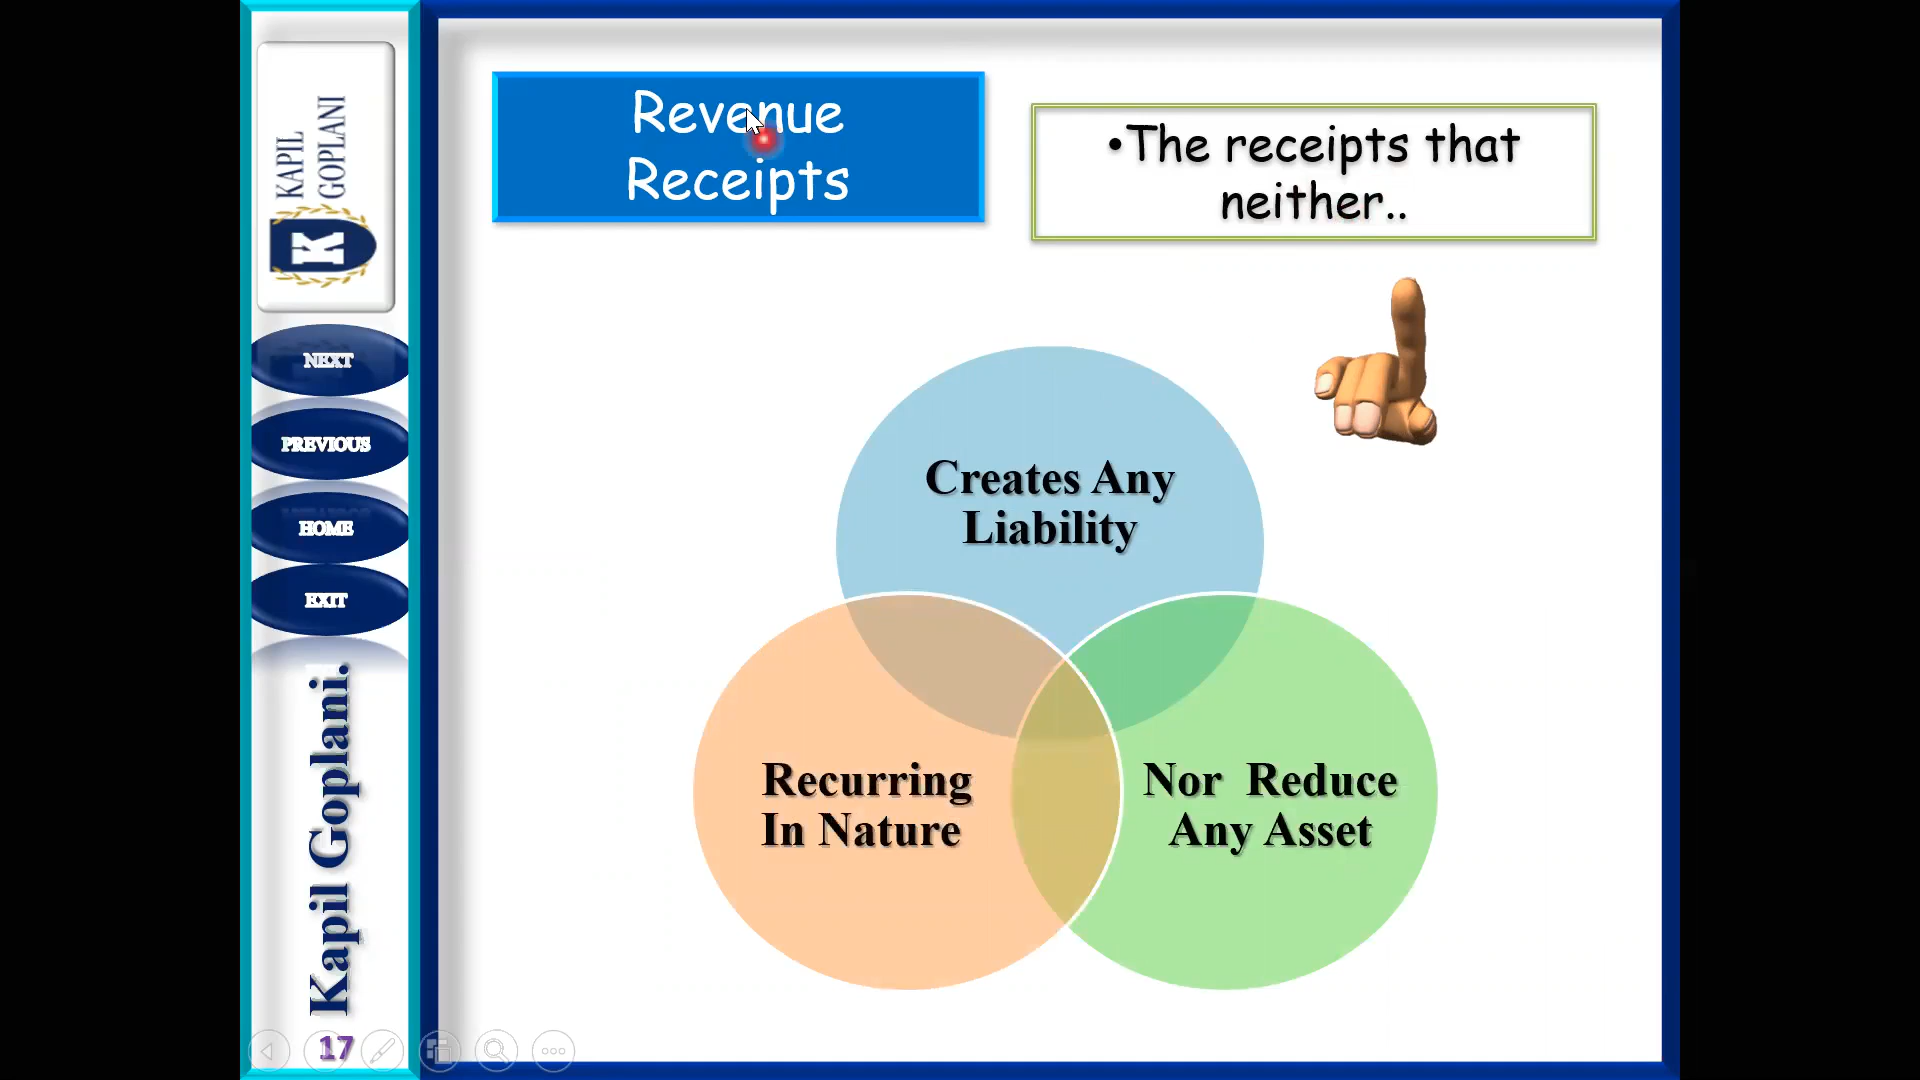 KAPIL
GOPLANI
K
NEXT
PREVIOUS
HOME
EXIT
Kapil Goplani.
17
Revenue
Receipts
•The receipts that
neither..
Creates Any
Liability
Recurring
In Nature
Nor Reduce
Any Asset